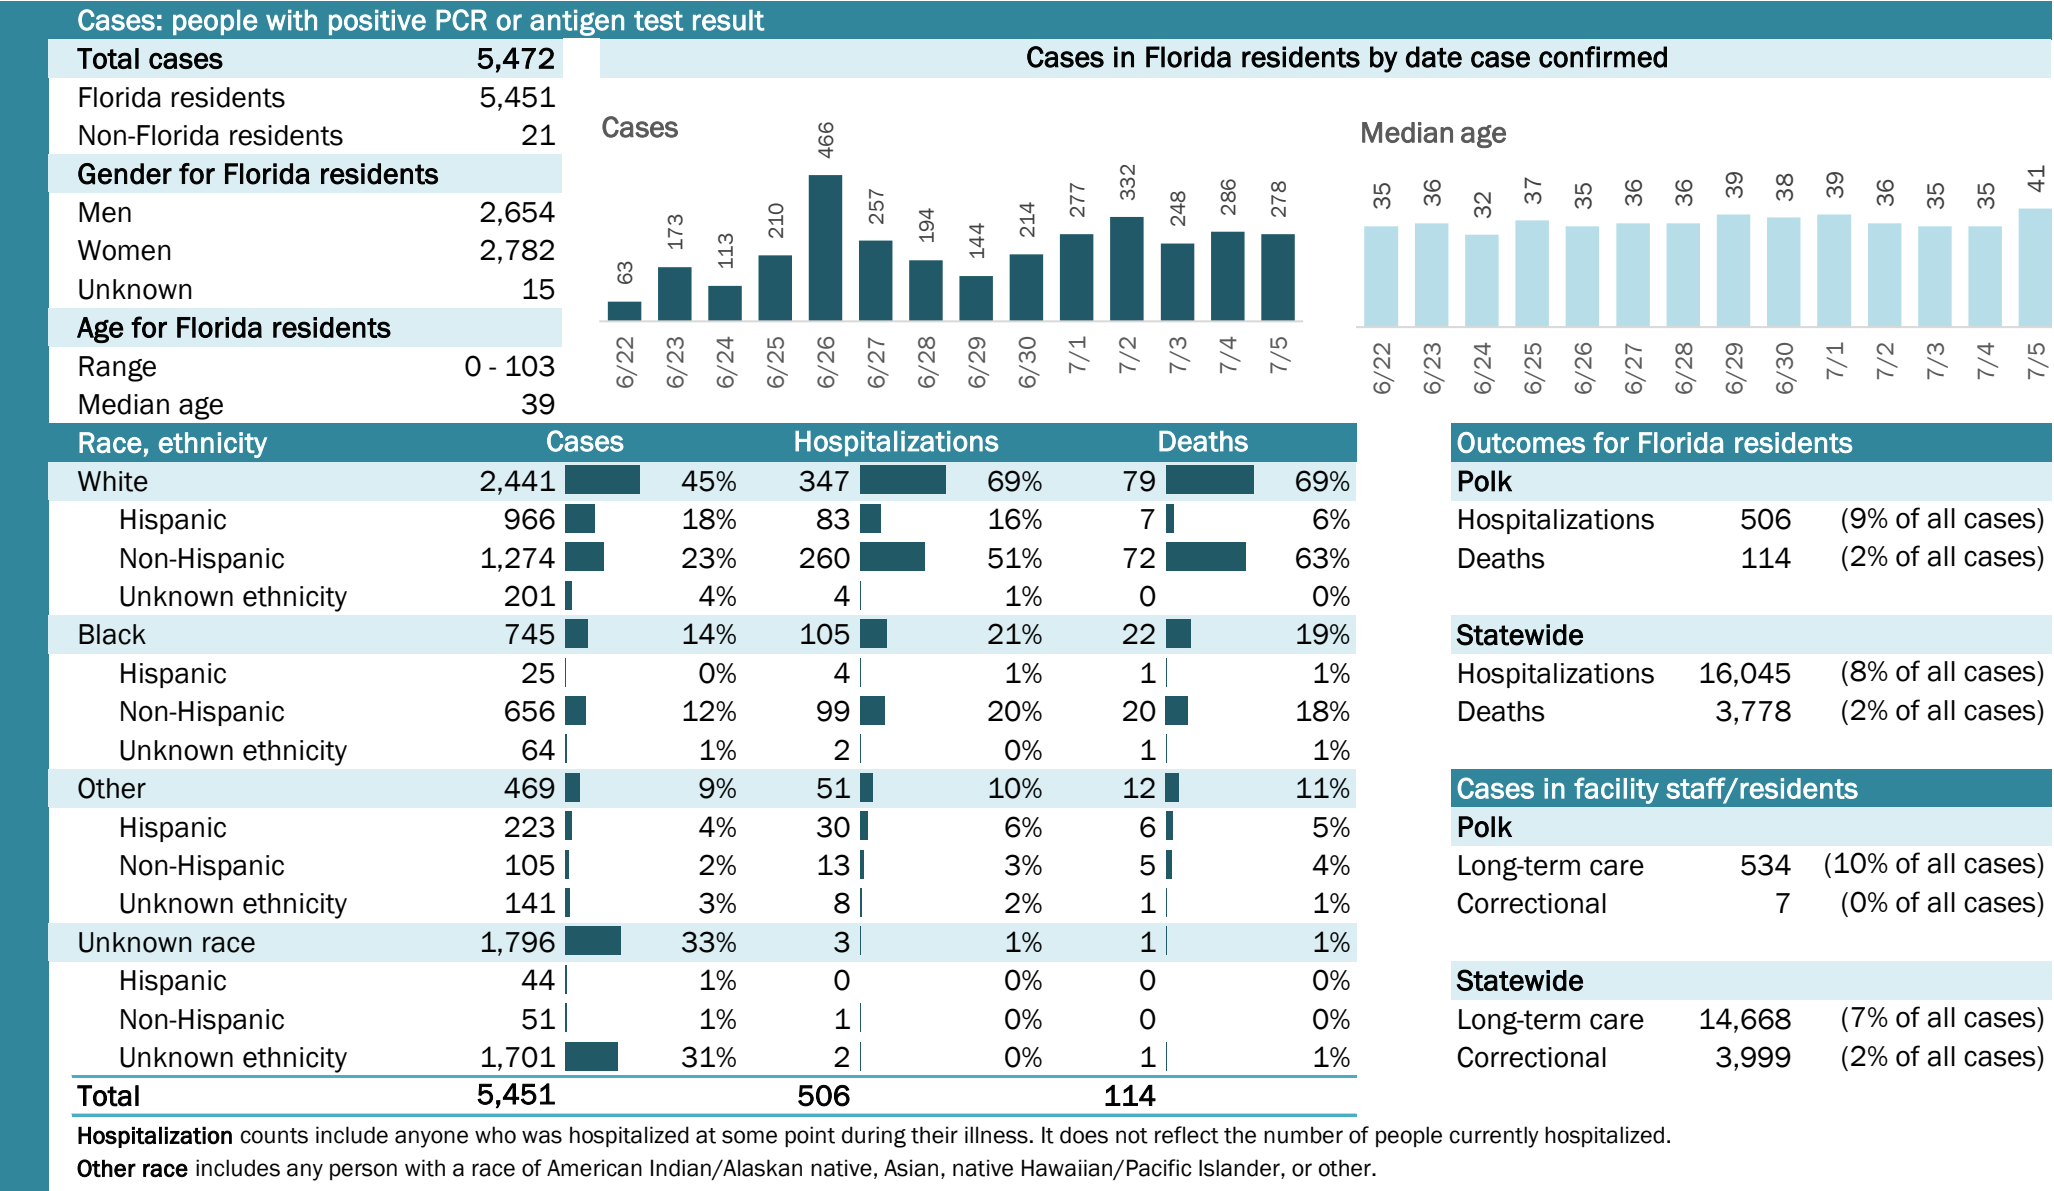 Cases: people with positive PCR or antigen test result
Total cases 5,472
Florida residents 5,451
Non-Florida residents 21
Gender for Florida residents
Men 2,654
Women 2,782
Unknown 15
Age for Florida residents
Range 0 - 103
Median age 39
Cases in Florida residents by date case confirmed
Cases
63 173 113 210 466 257 194 144 214 277 332 248 286 278
6/22 6/23 6/24 6/25 6/26 6/27 6/28 6/29 6/30 7/1 7/2 7/3 7/4 7/5
Median age
35 36 32 37 35 36 36 39 38 39 36 35 35 41
6/22 6/23 6/24 6/25 6/26 6/27 6/28 6/29 6/30 7/1 7/2 7/3 7/4 7/5
Race, ethnicity Cases Hospitalizations Deaths
White 2,441 45% 347 69% 79 69%
Hispanic 966 18% 83 16% 7 6%
Non-Hispanic 1,274 23% 260 51% 72 63%
Unknown ethnicity 201 4% 4 1% 0 0%
Black 745 14% 105 21% 22 19%
Hispanic 25 0% 4 1% 1 1%
Non-Hispanic 656 12% 99 20% 20 18%
Unknown ethnicity 64 1% 2 0% 1 1%
Other 469 9% 51 10% 12 11%
Hispanic 223 4% 30 6% 6 5%
Non-Hispanic 105 2% 13 3% 5 4%
Unknown ethnicity 141 3% 8 2% 1 1%
Unknown race 1,796 33% 3 1% 1 1%
Hispanic 44 1% 0 0% 0 0%
Non-Hispanic 51 1% 1 0% 0 0%
Unknown ethnicity 1,701 31% 2 0% 1 1%
Total 5,451 506 114
Outcomes for Florida residents
Polk
Hospitalizations 506 (9% of all cases)
Deaths 114 (2% of all cases)
Statewide
Hospitalizations 16,045 (8% of all cases)
Deaths 3,778 (2% of all cases)
Cases in facility staff/residents
Polk
Long-term care 534 (10% of all cases)
Correctional 7 (0% of all cases)
Statewide
Long-term care 14,668 (7% of all cases)
Correctional 3,999 (2% of all cases)
Hospitalization counts include anyone who was hospitalized at some point during their illness. It does not reflect the number of people currently hospitalized.
Other race includes any person with a race of American Indian/Alaskan native, Asian, native Hawaiian/Pacific Islander, or other.